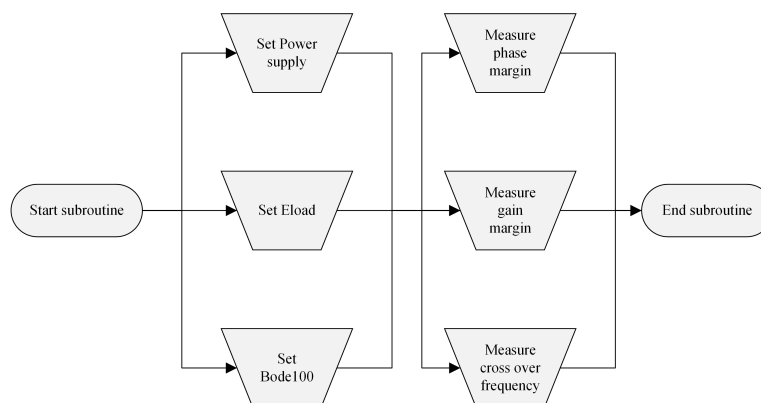 Set Power
supply
Measure
phase
margin
Start subroutine
Set Eload
Measure
gain
margin
End subroutine
Set
Bode100
Measure
cross over
frequency